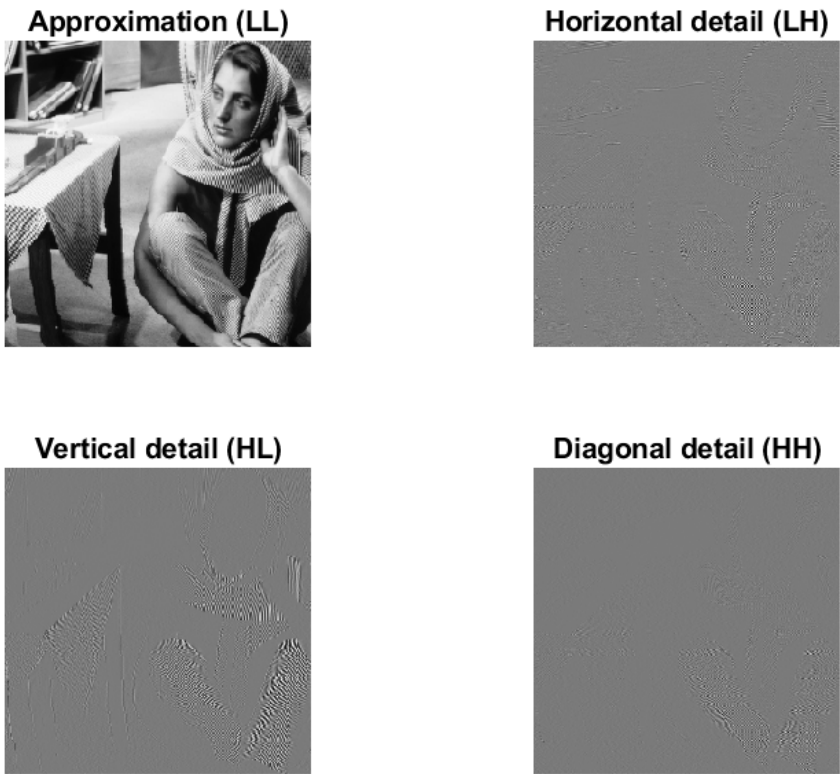 Approximation (LL)
Horizontal detail (LH)
Vertical detail (HL)
Diagonal detail (HH)